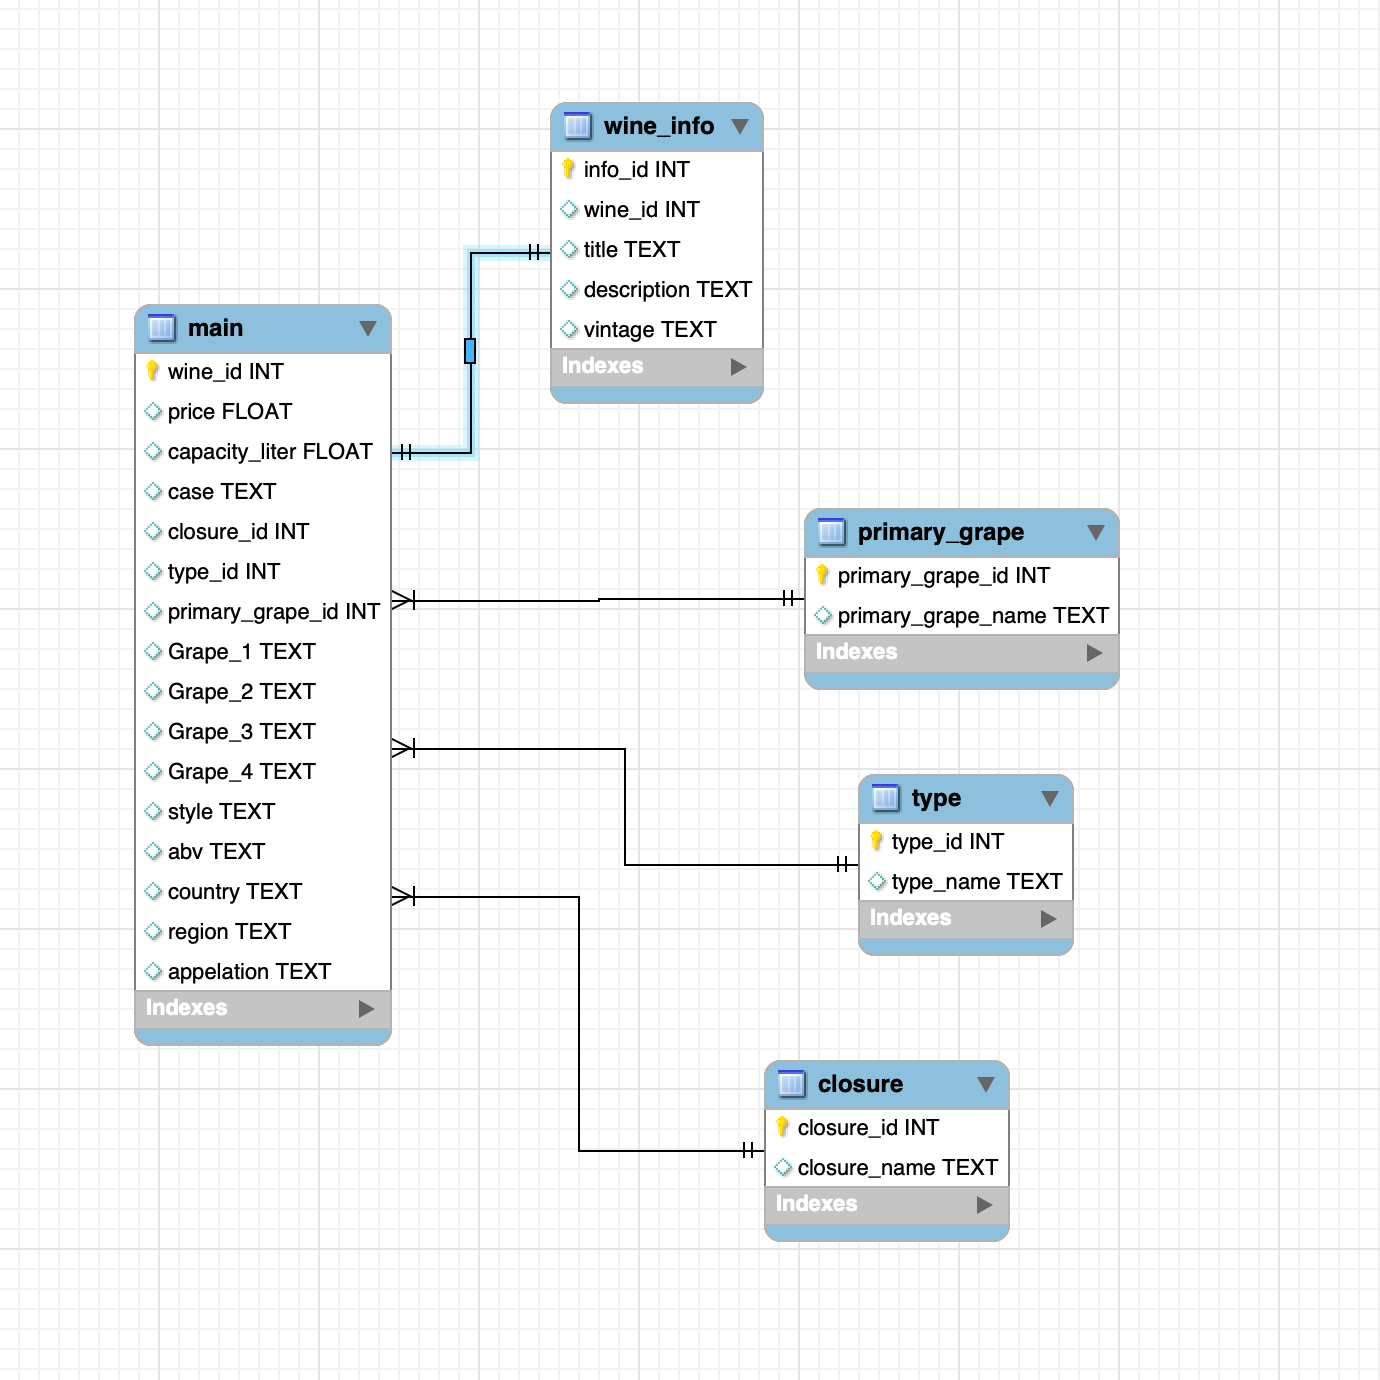 wine_info
info_id INT
wine_id INT
title TEXT
description TEXT
vintage TEXT
Indexes
main
wine_id INT
price FLOAT
capacity_liter FLOAT
case TEXT
closure_id INT
type_id INT
primary_grape_id INT
Grape_1 TEXT
Grape_2 TEXT
Grape_3 TEXT
Grape_4 TEXT
style TEXT
abv TEXT
country TEXT
region TEXT
appelation TEXT
Indexes
primary_grape
primary_grape_id INT
primary_grape_name TEXT
Indexes
type
type_id INT
type_name TEXT
Indexes
closure
closure_id INT
closure_name TEXT
Indexes